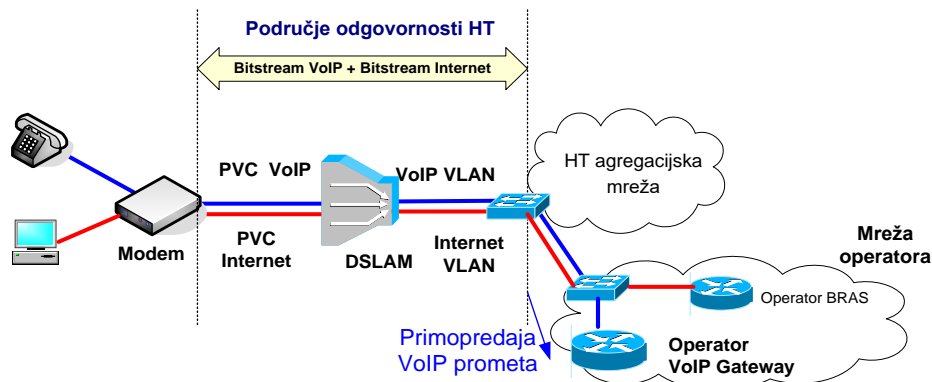 Područje odgovornosti HT
Bitstream VoIP + Bitstream Internet
PVC VoIP
VoIP VLAN
HT agregacijska
mreža
Modem
PVC
Internet
DSLAM
Internet
VLAN
Mreža
operatora
Operator BRAS
Primopredaja
VoIP prometa
Operator
VoIP Gateway